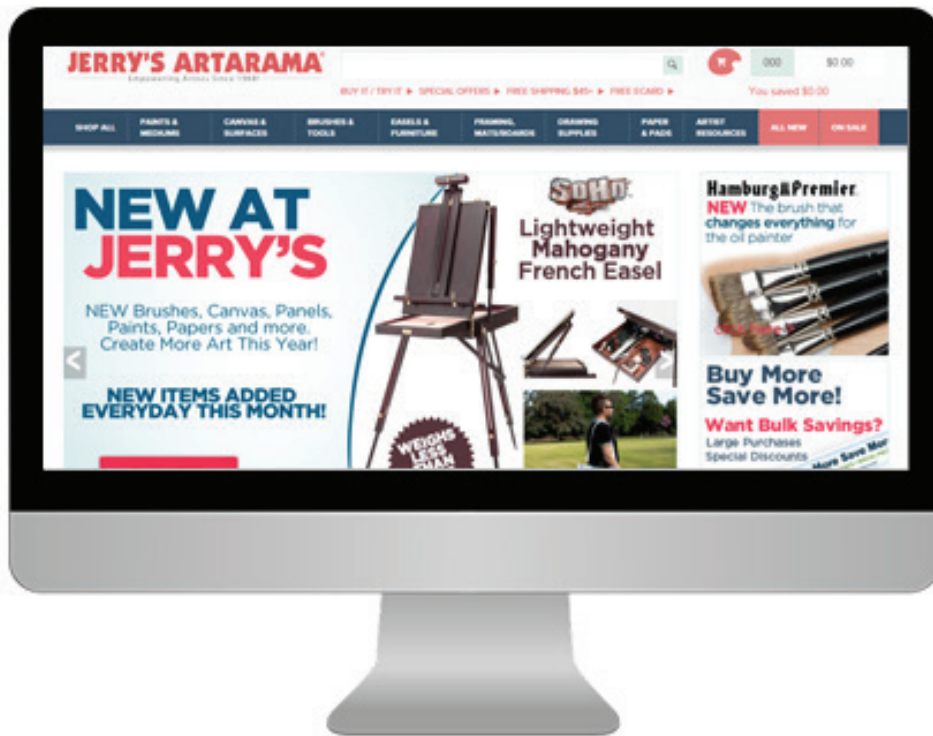 JERRY'S ARTARAMA®
Empowering Artists Since 1968!
000 $0.00
BUY IT / TRY IT ▶ SPECIAL OFFERS ▶ FREE SHIPPING $45+ ▶ FREE ECARD ▶
You saved $0.00
SHOP ALL
PAINTS &
MEDIUMS
CANVAS &
SURFACES
BRUSHES &
TOOLS
EASELS &
FURNITURE
FRAMING,
MATS/BOARDS
DRAWING
SUPPLIES
PAPER
& PADS
ARTIST
RESOURCES
ALL NEW
ON SALE
NEW AT
JERRY'S
NEW Brushes, Canvas, Panels,
Paints, Papers and more.
Create More Art This Year!
NEW ITEMS ADDED
EVERYDAY THIS MONTH!
SoHo
Lightweight
Mahogany
French Easel
WEIGHS
LESS
THAN
Hamburg Premier
NEW The brush that
changes everything for
the oil painter
click here >
Buy More
Save More!
Want Bulk Savings?
Large Purchases
Special Discounts
More Save Mor